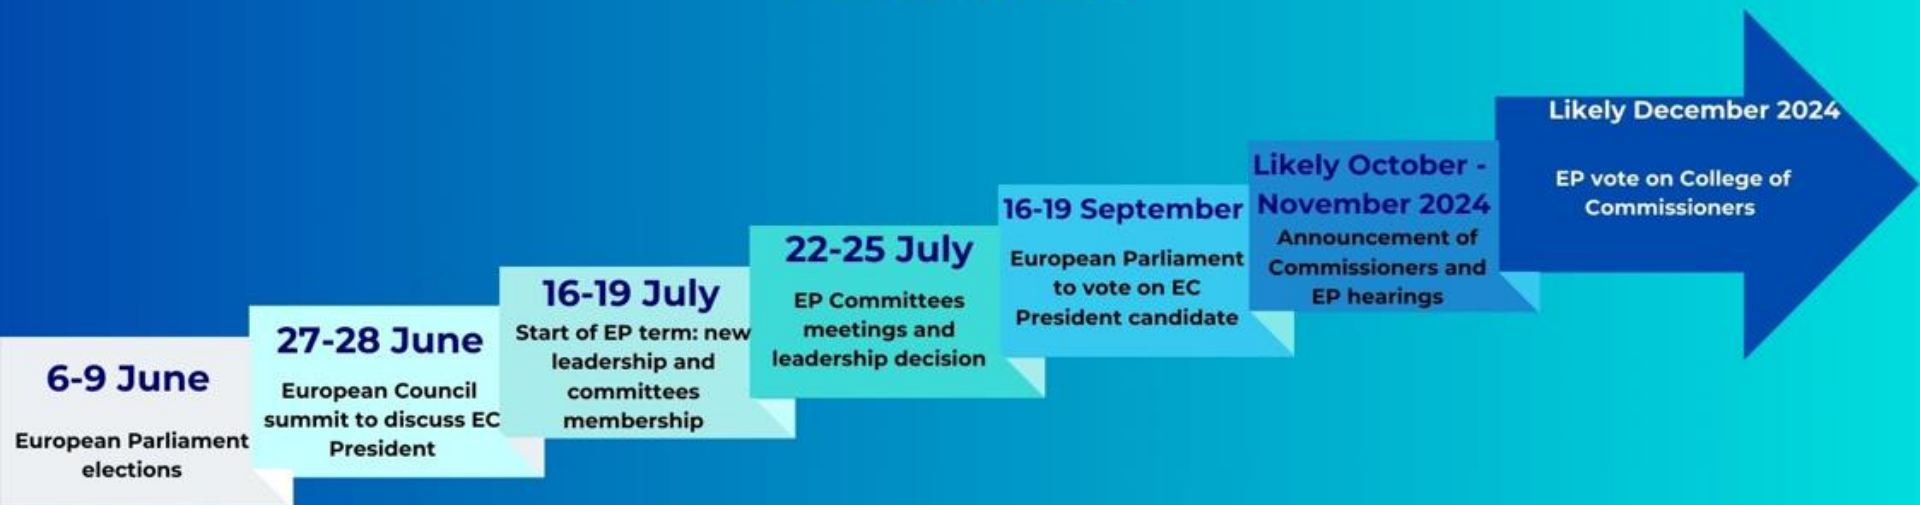 6-9 June
European Parliament
elections
27-28 June
European Council
summit to discuss EC
President
16-19 July
Start of EP term: new
leadership and
committees
membership
22-25 July
EP Committees
meetings and
leadership decision
16-19 September
European Parliament
to vote on EC
President candidate
Likely October -
November 2024
Announcement of
Commissioners and
EP hearings
Likely December 2024
EP vote on College of
Commissioners